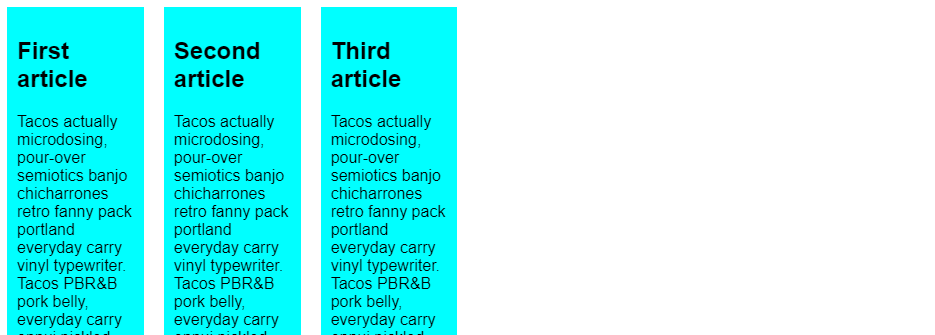 First
article
Tacos actually
microdosing,
pour-over
semiotics banjo
chicharrones
retro fanny pack
portland
everyday carry
vinyl typewriter.
Tacos PBR&B
pork belly,
everyday carry
Second
article
Tacos actually
microdosing,
pour-over
semiotics banjo
chicharrones
retro fanny pack
portland
everyday carry
vinyl typewriter.
Tacos PBR&B
pork belly,
everyday carry
Third
article
Tacos actually
microdosing,
pour-over
semiotics banjo
chicharrones
retro fanny pack
portland
everyday carry
vinyl typewriter.
Tacos PBR&B
pork belly,
everyday carry